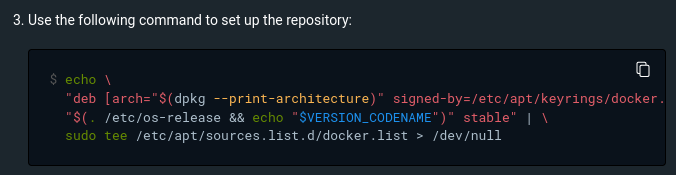 3. Use the following command to set up the repository:
$ echo \
"deb [arch="$(dpkg --print-architecture)" signed-by=/etc/apt/keyrings/docker.
"$(. /etc/os-release && echo "$VERSION_CODENAME")" stable" | \
sudo tee /etc/apt/sources.list.d/docker.list > /dev/null